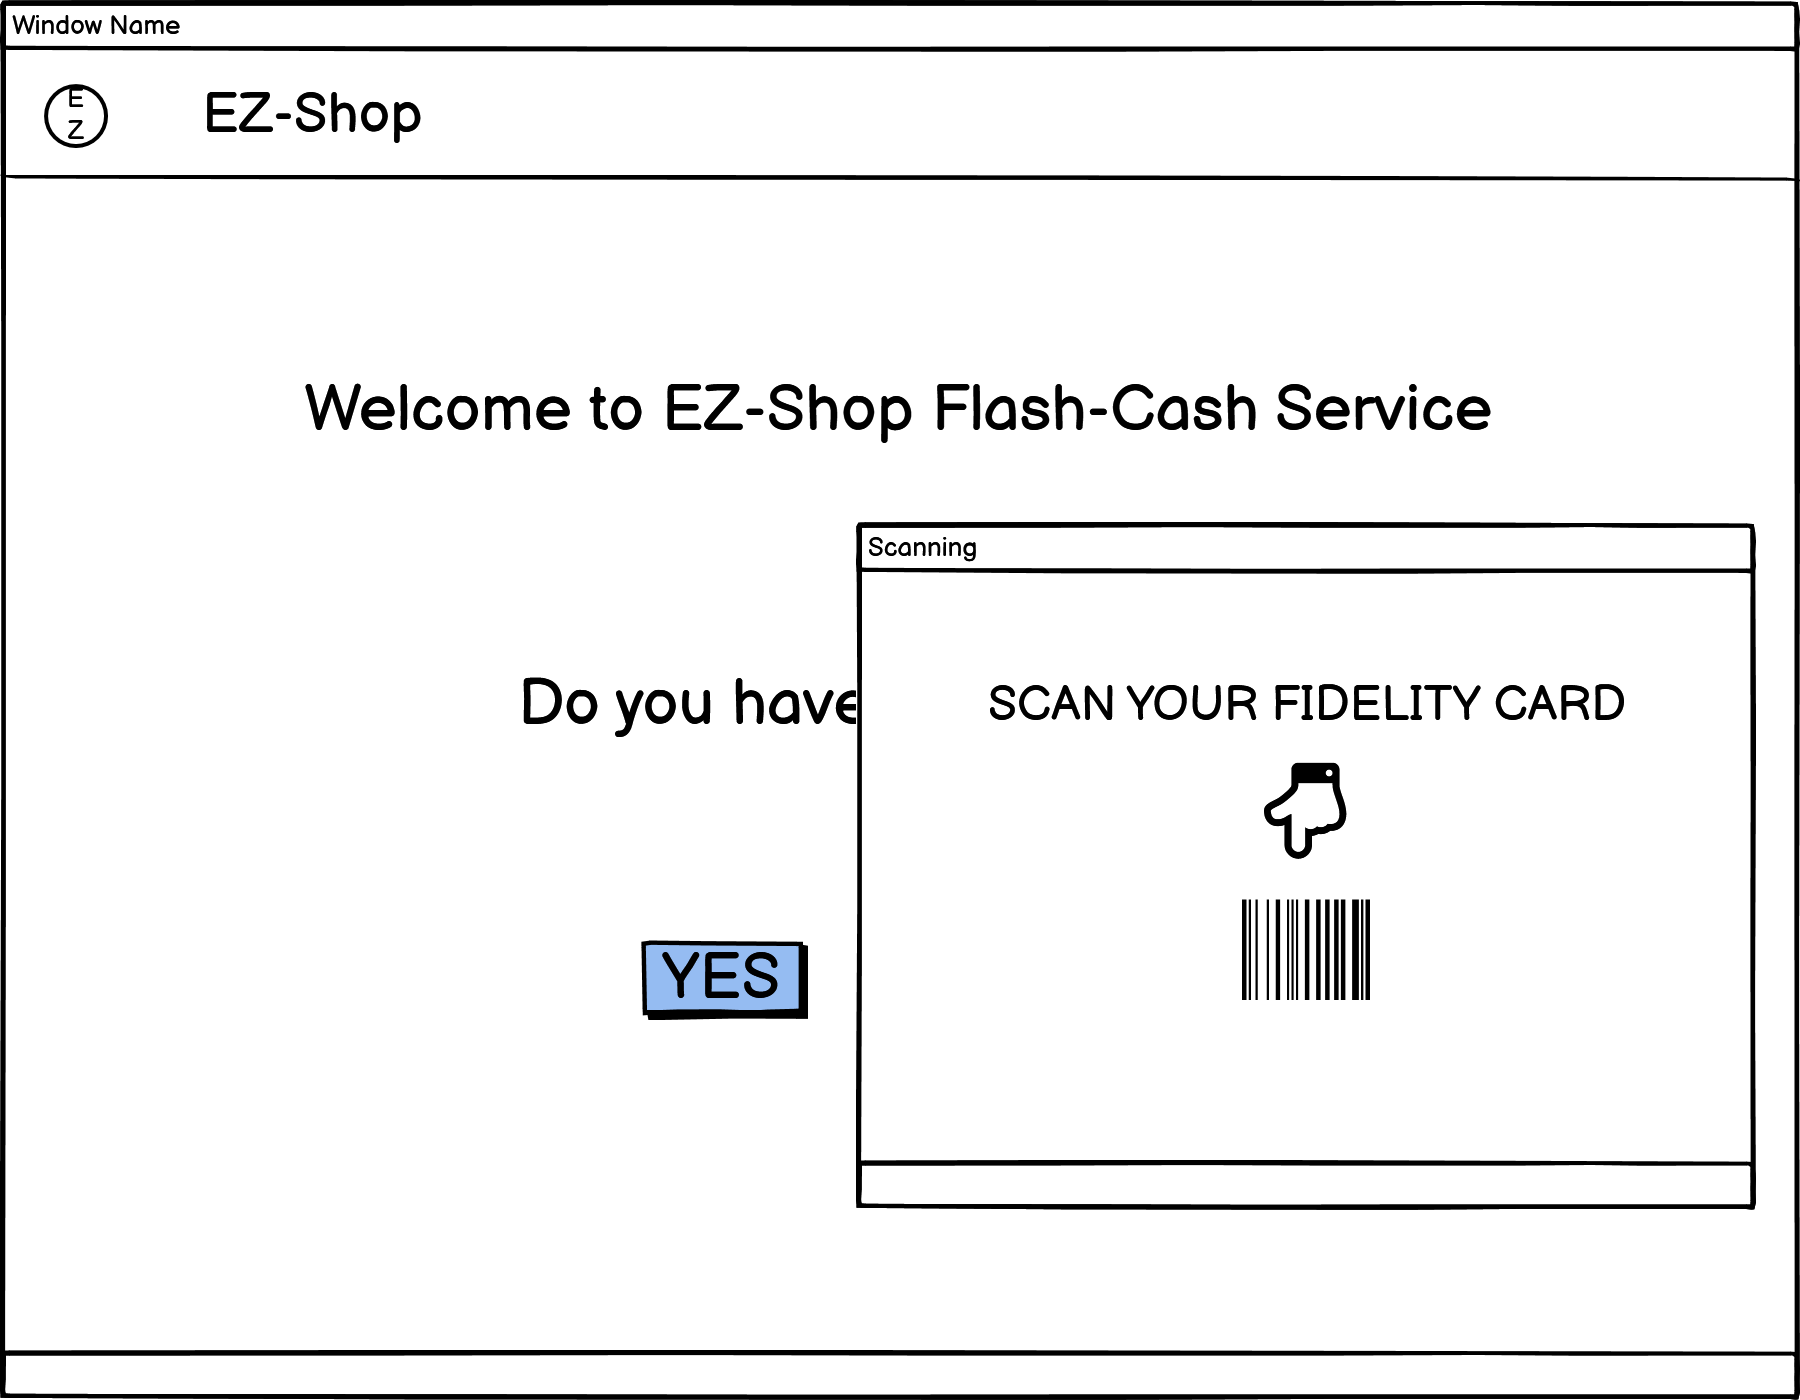 Window Name
E
Z
EZ-Shop
Welcome to EZ-Shop Flash-Cash Service
Scanning
Do you have
SCAN YOUR FIDELITY CARD
YES